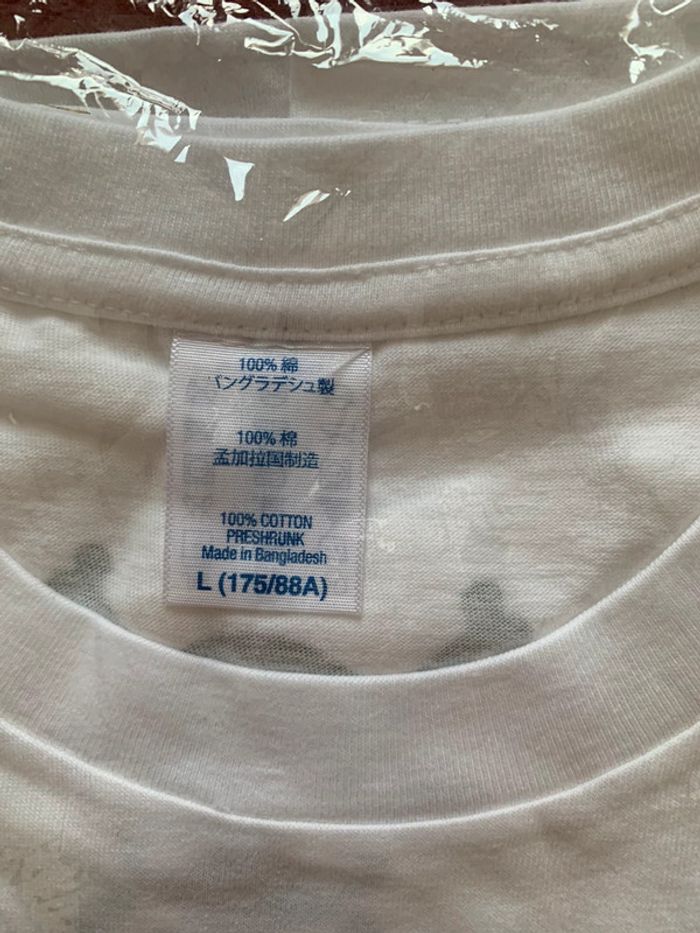 100% 綿
バングラデシュ製
100% 棉
孟加拉国制造
100% COTTON
PRESHRUNK
Made in Bangladesh
L (175/88A)